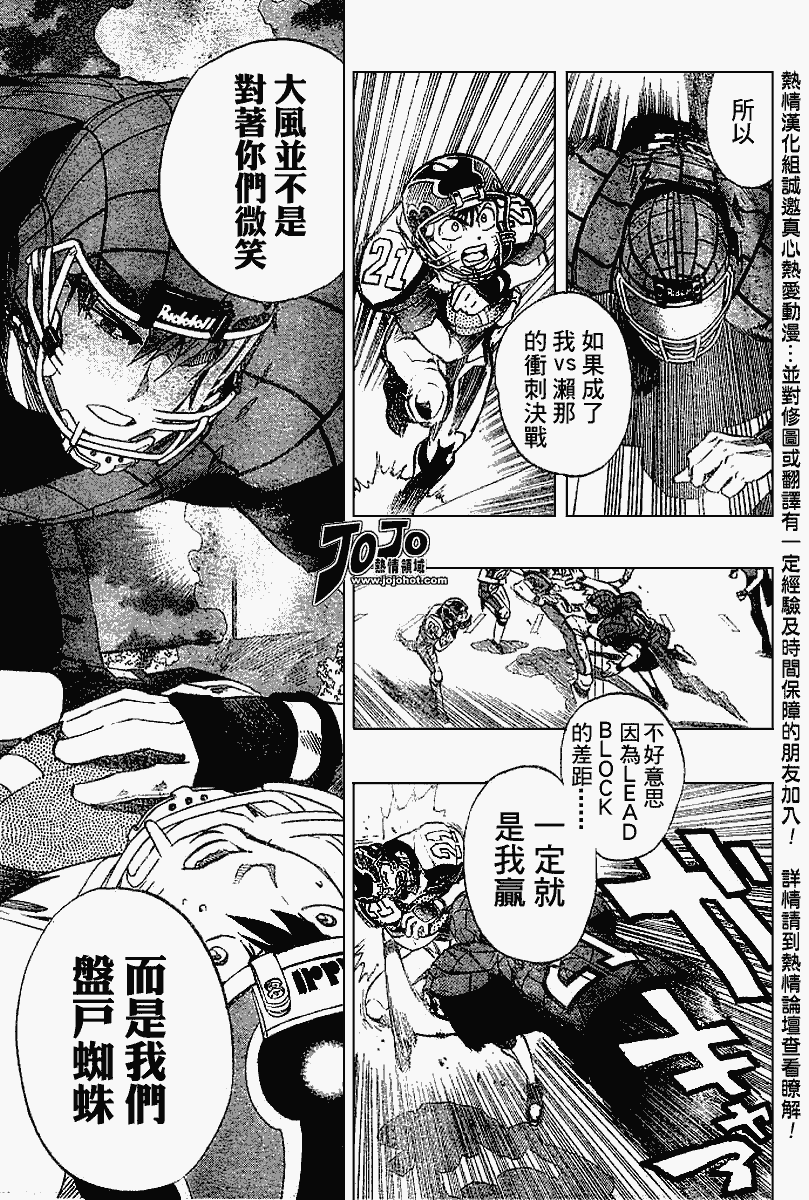 熱情漢化組誠邀真心熱愛動漫…並對修圖或翻譯有一定經驗及時間保障的朋友加入！　詳情請到熱情論壇查看瞭解！
所以
21
如果成了
我vs瀨那
的衝刺決戰
不好意思
因為LEAD
BLOCK
的差距……
一定就
是我贏
ギャギャ
大風並不是
對著你們微笑
JOJO
熱情領域
www.jojohot.com
而是我們
盤戸蜘蛛